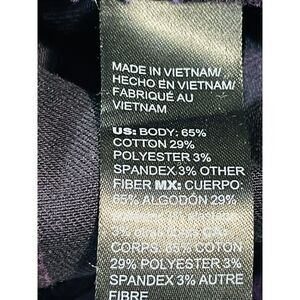 MADE IN VIETNAM/
HECHO EN VIETNAM/
FABRIQUÉ AU
VIETNAM
US: BODY: 65%
COTTON 29%
POLYESTER 3%
SPANDEX 3% OTHER
FIBER MX: CUERPO:
65% ALGODÓN 29%
CORPS: 65% COTON
29% POLYESTER 3%
SPANDEX 3% AUTRE
FIBRE